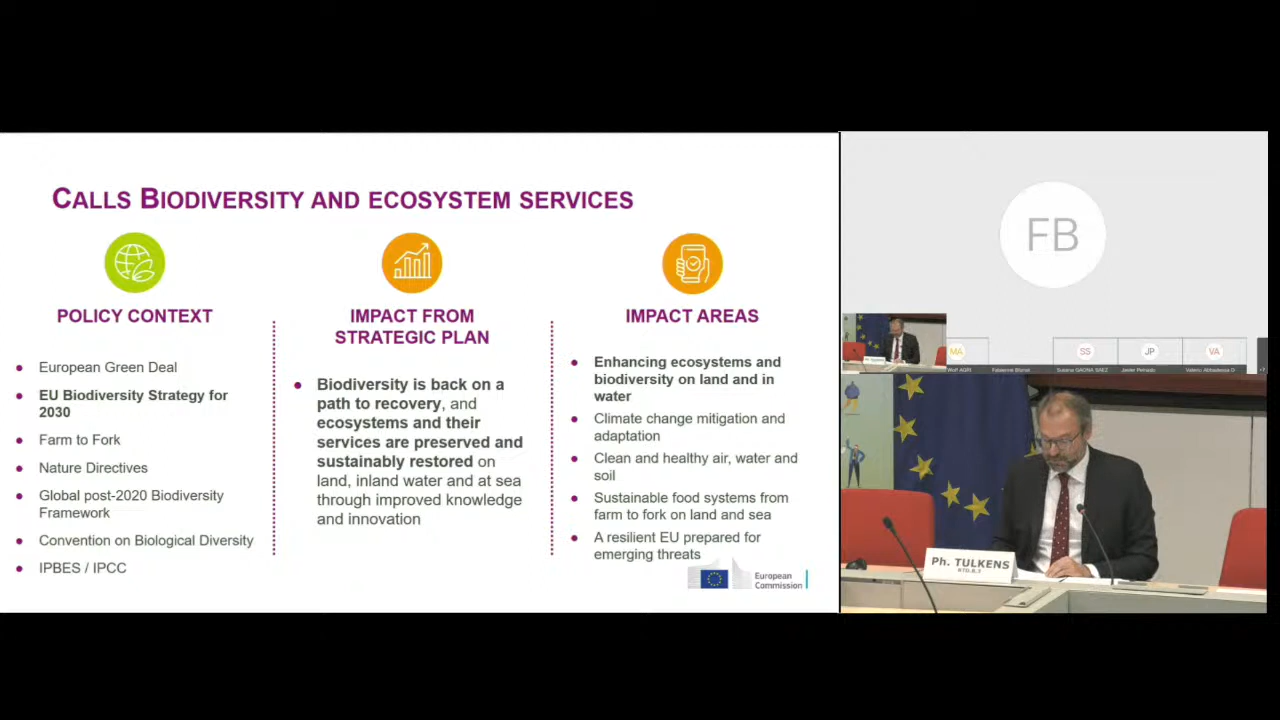 CALLS BIODIVERSITY AND ECOSYSTEM SERVICES
POLICY CONTEXT
European Green Deal
EU Biodiversity Strategy for
2030
Farm to Fork
Nature Directives
Global post-2020 Biodiversity
Framework
Convention on Biological Diversity
IPBES / IPCC
IMPACT FROM
STRATEGIC PLAN
Biodiversity is back on a
path to recovery, and
ecosystems and their
services are preserved and
sustainably restored on
land, inland water and at sea
through improved knowledge
and innovation
IMPACT AREAS
Enhancing ecosystems and
biodiversity on land and in
water
Climate change mitigation and
adaptation
Clean and healthy air, water and
soil
Sustainable food systems from
farm to fork on land and sea
A resilient EU prepared for
emerging threats
European
Commission
FB
MA
SS
JP
VA
Ph. TULKENS